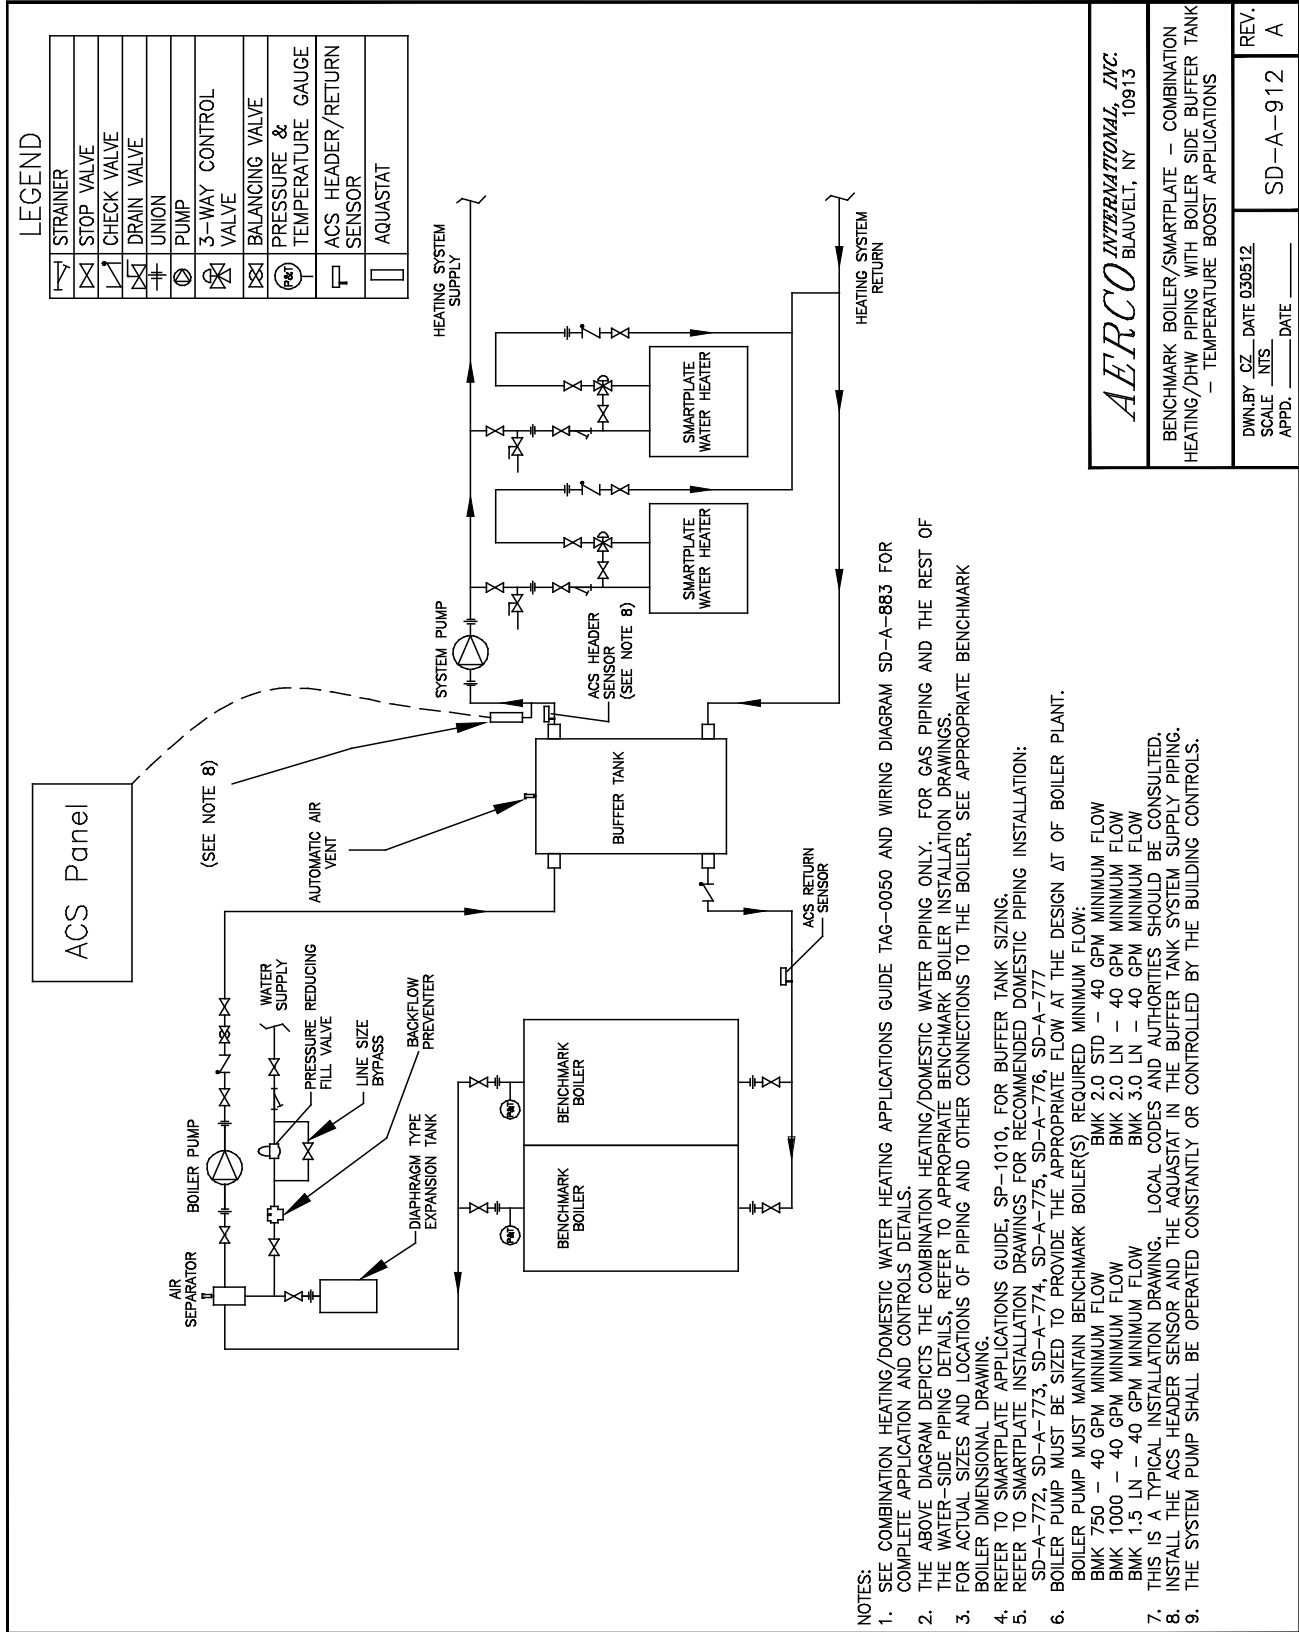 LEGEND
STRAINER
STOP VALVE
CHECK VALVE
DRAIN VALVE
UNION
PUMP
3-WAY CONTROL
VALVE
BALANCING VALVE
P&T
PRESSURE &
TEMPERATURE GAUGE
ACS HEADER/RETURN
SENSOR
AQUASTAT
ACS Panel
(SEE NOTE 8)
AUTOMATIC AIR
VENT
AIR
SEPARATOR
BOILER PUMP
WATER
SUPPLY
PRESSURE REDUCING
FILL VALVE
LINE SIZE
BYPASS
BACKFLOW
PREVENTER
DIAPHRAGM TYPE
EXPANSION TANK
P&T
P&T
BENCHMARK
BOILER
BENCHMARK
BOILER
ACS RETURN
SENSOR
BUFFER TANK
ACS HEADER
SENSOR
(SEE NOTE 8)
SYSTEM PUMP
SMARTPLATE
WATER HEATER
SMARTPLATE
WATER HEATER
HEATING SYSTEM
SUPPLY
HEATING SYSTEM
RETURN
NOTES:
1. SEE COMBINATION HEATING/DOMESTIC WATER HEATING APPLICATIONS GUIDE TAG-0050 AND WIRING DIAGRAM SD-A-883 FOR
COMPLETE APPLICATION AND CONTROLS DETAILS.
2. THE ABOVE DIAGRAM DEPICTS THE COMBINATION HEATING/DOMESTIC WATER PIPING ONLY. FOR GAS PIPING AND THE REST OF
THE WATER-SIDE PIPING DETAILS, REFER TO APPROPRIATE BENCHMARK BOILER INSTALLATION DRAWINGS.
3. FOR ACTUAL SIZES AND LOCATIONS OF PIPING AND OTHER CONNECTIONS TO THE BOILER, SEE APPROPRIATE BENCHMARK
BOILER DIMENSIONAL DRAWING.
4. REFER TO SMARTPLATE APPLICATIONS GUIDE, SP-1010, FOR BUFFER TANK SIZING.
5. REFER TO SMARTPLATE INSTALLATION DRAWINGS FOR RECOMMENDED DOMESTIC PIPING INSTALLATION:
SD-A-772, SD-A-773, SD-A-774, SD-A-775, SD-A-776, SD-A-777
6. BOILER PUMP MUST BE SIZED TO PROVIDE THE APPROPRIATE FLOW AT THE DESIGN ΔT OF BOILER PLANT.
BOILER PUMP MUST MAINTAIN BENCHMARK BOILER(S) REQUIRED MINIMUM FLOW:
BMK 750 - 40 GPM MINIMUM FLOW BMK 2.0 STD - 40 GPM MINIMUM FLOW
BMK 1000 - 40 GPM MINIMUM FLOW BMK 2.0 LN - 40 GPM MINIMUM FLOW
BMK 1.5 LN - 40 GPM MINIMUM FLOW BMK 3.0 LN - 40 GPM MINIMUM FLOW
7. THIS IS A TYPICAL INSTALLATION DRAWING. LOCAL CODES AND AUTHORITIES SHOULD BE CONSULTED.
8. INSTALL THE ACS HEADER SENSOR AND THE AQUASTAT IN THE BUFFER TANK SYSTEM SUPPLY PIPING.
9. THE SYSTEM PUMP SHALL BE OPERATED CONSTANTLY OR CONTROLLED BY THE BUILDING CONTROLS.
AERCO INTERNATIONAL, INC.
BLAUVELT, NY 10913
BENCHMARK BOILER/SMARTPLATE - COMBINATION
HEATING/DHW PIPING WITH BOILER SIDE BUFFER TANK
- TEMPERATURE BOOST APPLICATIONS
DWN.BY CZ DATE 030512
SCALE NTS
APPD. DATE
SD-A-912
REV.
A